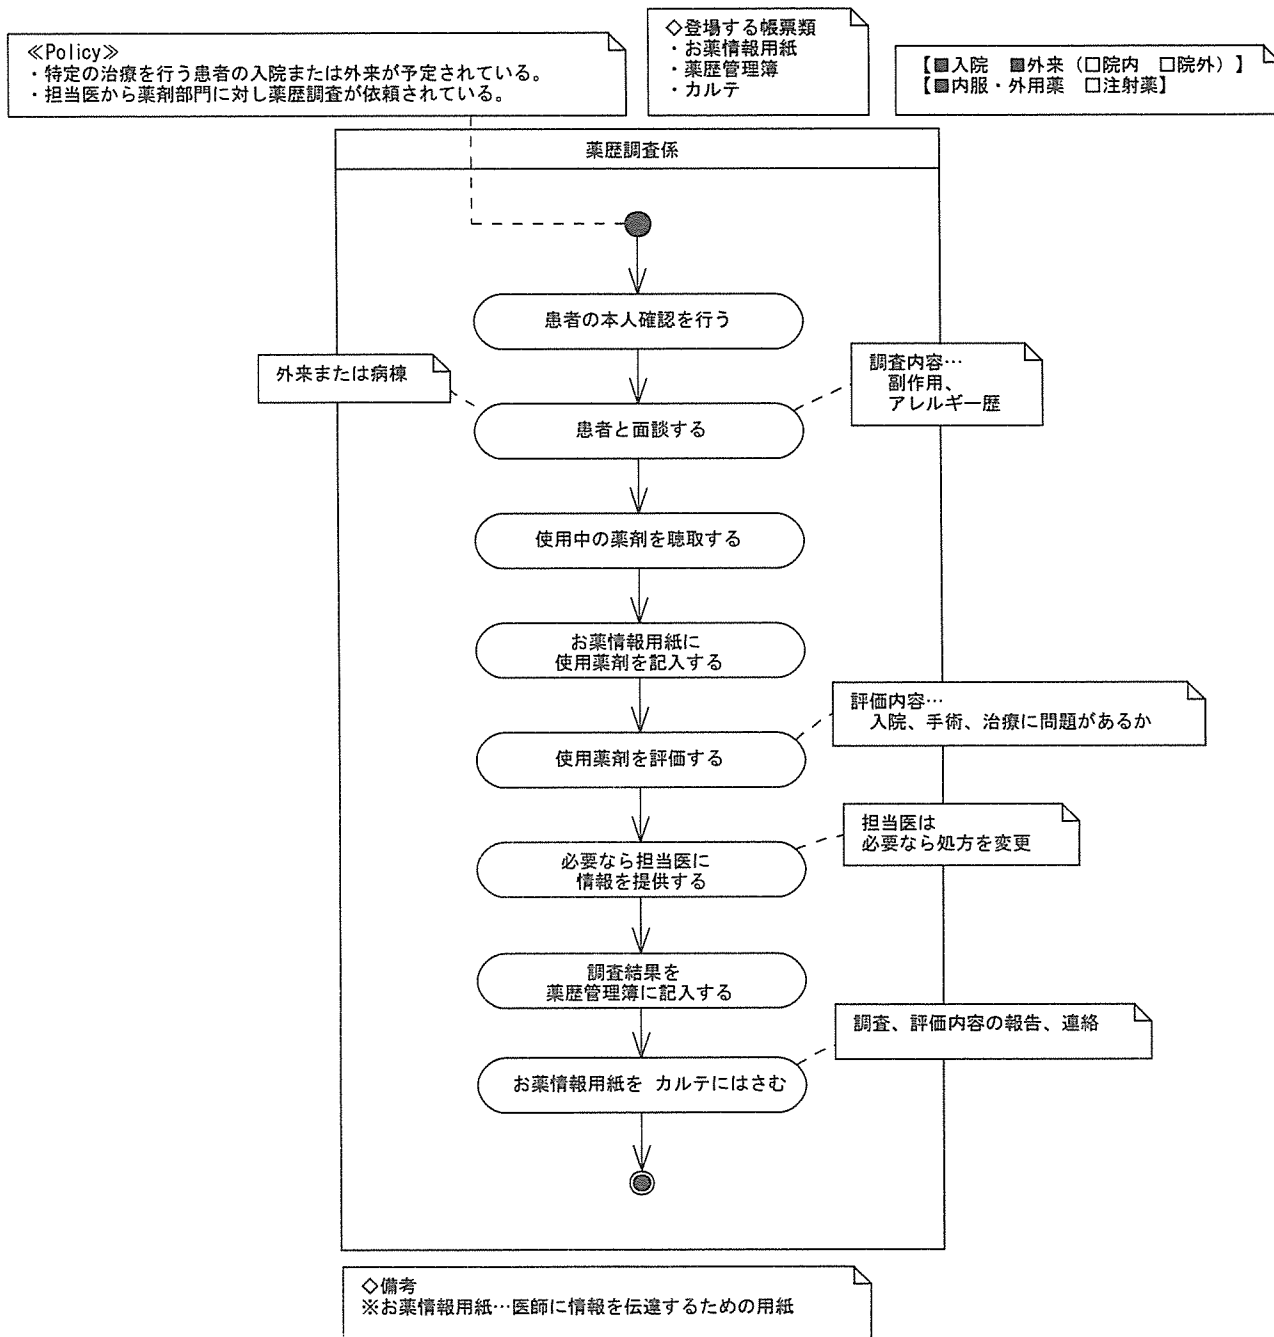 ≪Policy≫
・特定の治療を行う患者の入院または外来が予定されている。
・担当医から薬剤部門に対し薬歴調査が依頼されている。
◇登場する帳票類
・お薬情報用紙
・薬歴管理簿
・カルテ
【■入院 ■外来（□院内 □院外）】
【■内服・外用薬 □注射薬】
薬歴調査係
患者の本人確認を行う
外来または病棟
調査内容…
副作用、
アレルギー歴
患者と面談する
使用中の薬剤を聴取する
お薬情報用紙に
使用薬剤を記入する
評価内容…
入院、手術、治療に問題があるか
使用薬剤を評価する
担当医は
必要なら処方を変更
必要なら担当医に
情報を提供する
調査結果を
薬歴管理簿に記入する
調査、評価内容の報告、連絡
お薬情報用紙を カルテにはさむ
◇備考
※お薬情報用紙…医師に情報を伝達するための用紙